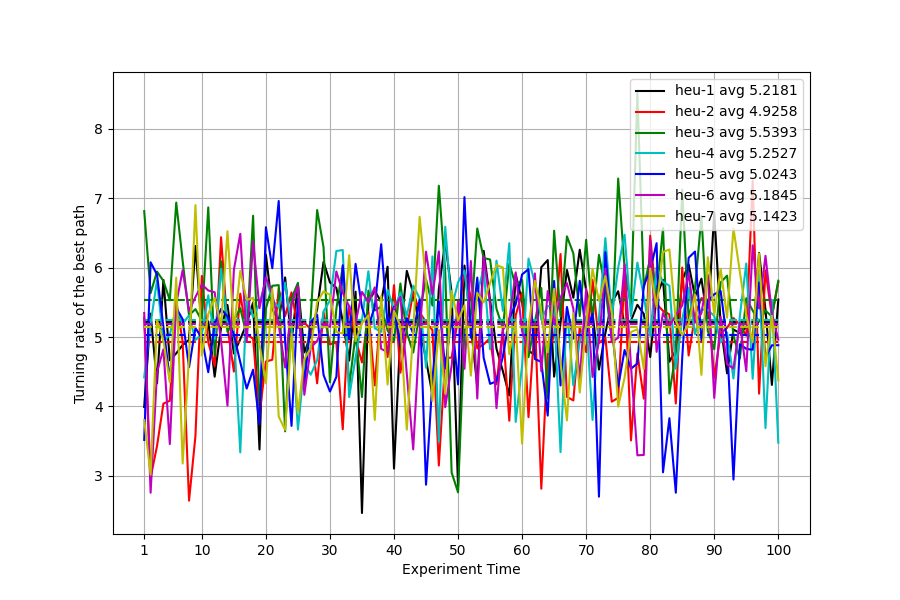 heu-1 avg 5.2181
heu-2 avg 4.9258
heu-3 avg 5.5393
heu-4 avg 5.2527
heu-5 avg 5.0243
heu-6 avg 5.1845
heu-7 avg 5.1423
Turning rate of the best path
8
7
6
5
4
3
1 10 20 30 40 50 60 70 80 90 100
Experiment Time